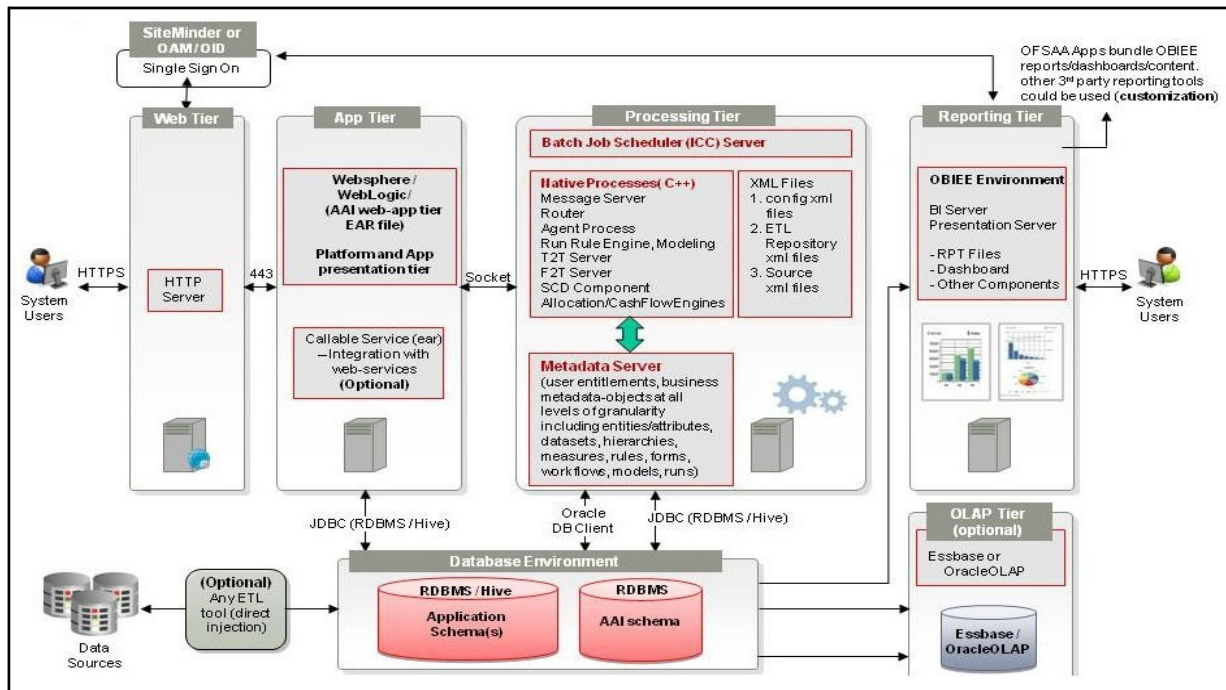 SiteMinder or
OAM/OID
Single Sign On
OFSAA Apps bundle OBIEE
reports/dashboards/content.
other 3rd party reporting tools
could be used (customization)
Web Tier
App Tier
Processing Tier
Reporting Tier
Batch Job Scheduler (ICC) Server
Websphere /
WebLogic/
(AAI web-app tier
EAR file)
Platform and App
presentation tier
Native Processes( C++)
Message Server
Router
Agent Process
Run Rule Engine, Modeling
T2T Server
F2T Server
SCD Component
Allocation/CashFlowEngines
XML Files
1. config xml
files
2. ETL
Repository
xml files
3. Source
xml files
OBIEE Environment
BI Server
Presentation Server
- RPT Files
- Dashboard
- Other Components
System
Users
HTTPS
HTTP
Server
443
Socket
HTTPS
System
Users
Callable Service (ear)
–Integration with
web-services
(Optional)
Metadata Server
(user entitlements, business
metadata-objects at all
levels of granularity
including entities/attributes,
datasets, hierarchies,
measures, rules, forms,
workflows, models, runs)
JDBC (RDBMS / Hive)
Oracle
DB Client
JDBC (RDBMS / Hive)
OLAP Tier
(optional)
Essbase or
OracleOLAP
Database Environment
(Optional)
Any ETL
tool (direct
injection)
RDBMS / Hive
Application
Schema(s)
RDBMS
AAI schema
Essbase /
OracleOLAP
Data
Sources